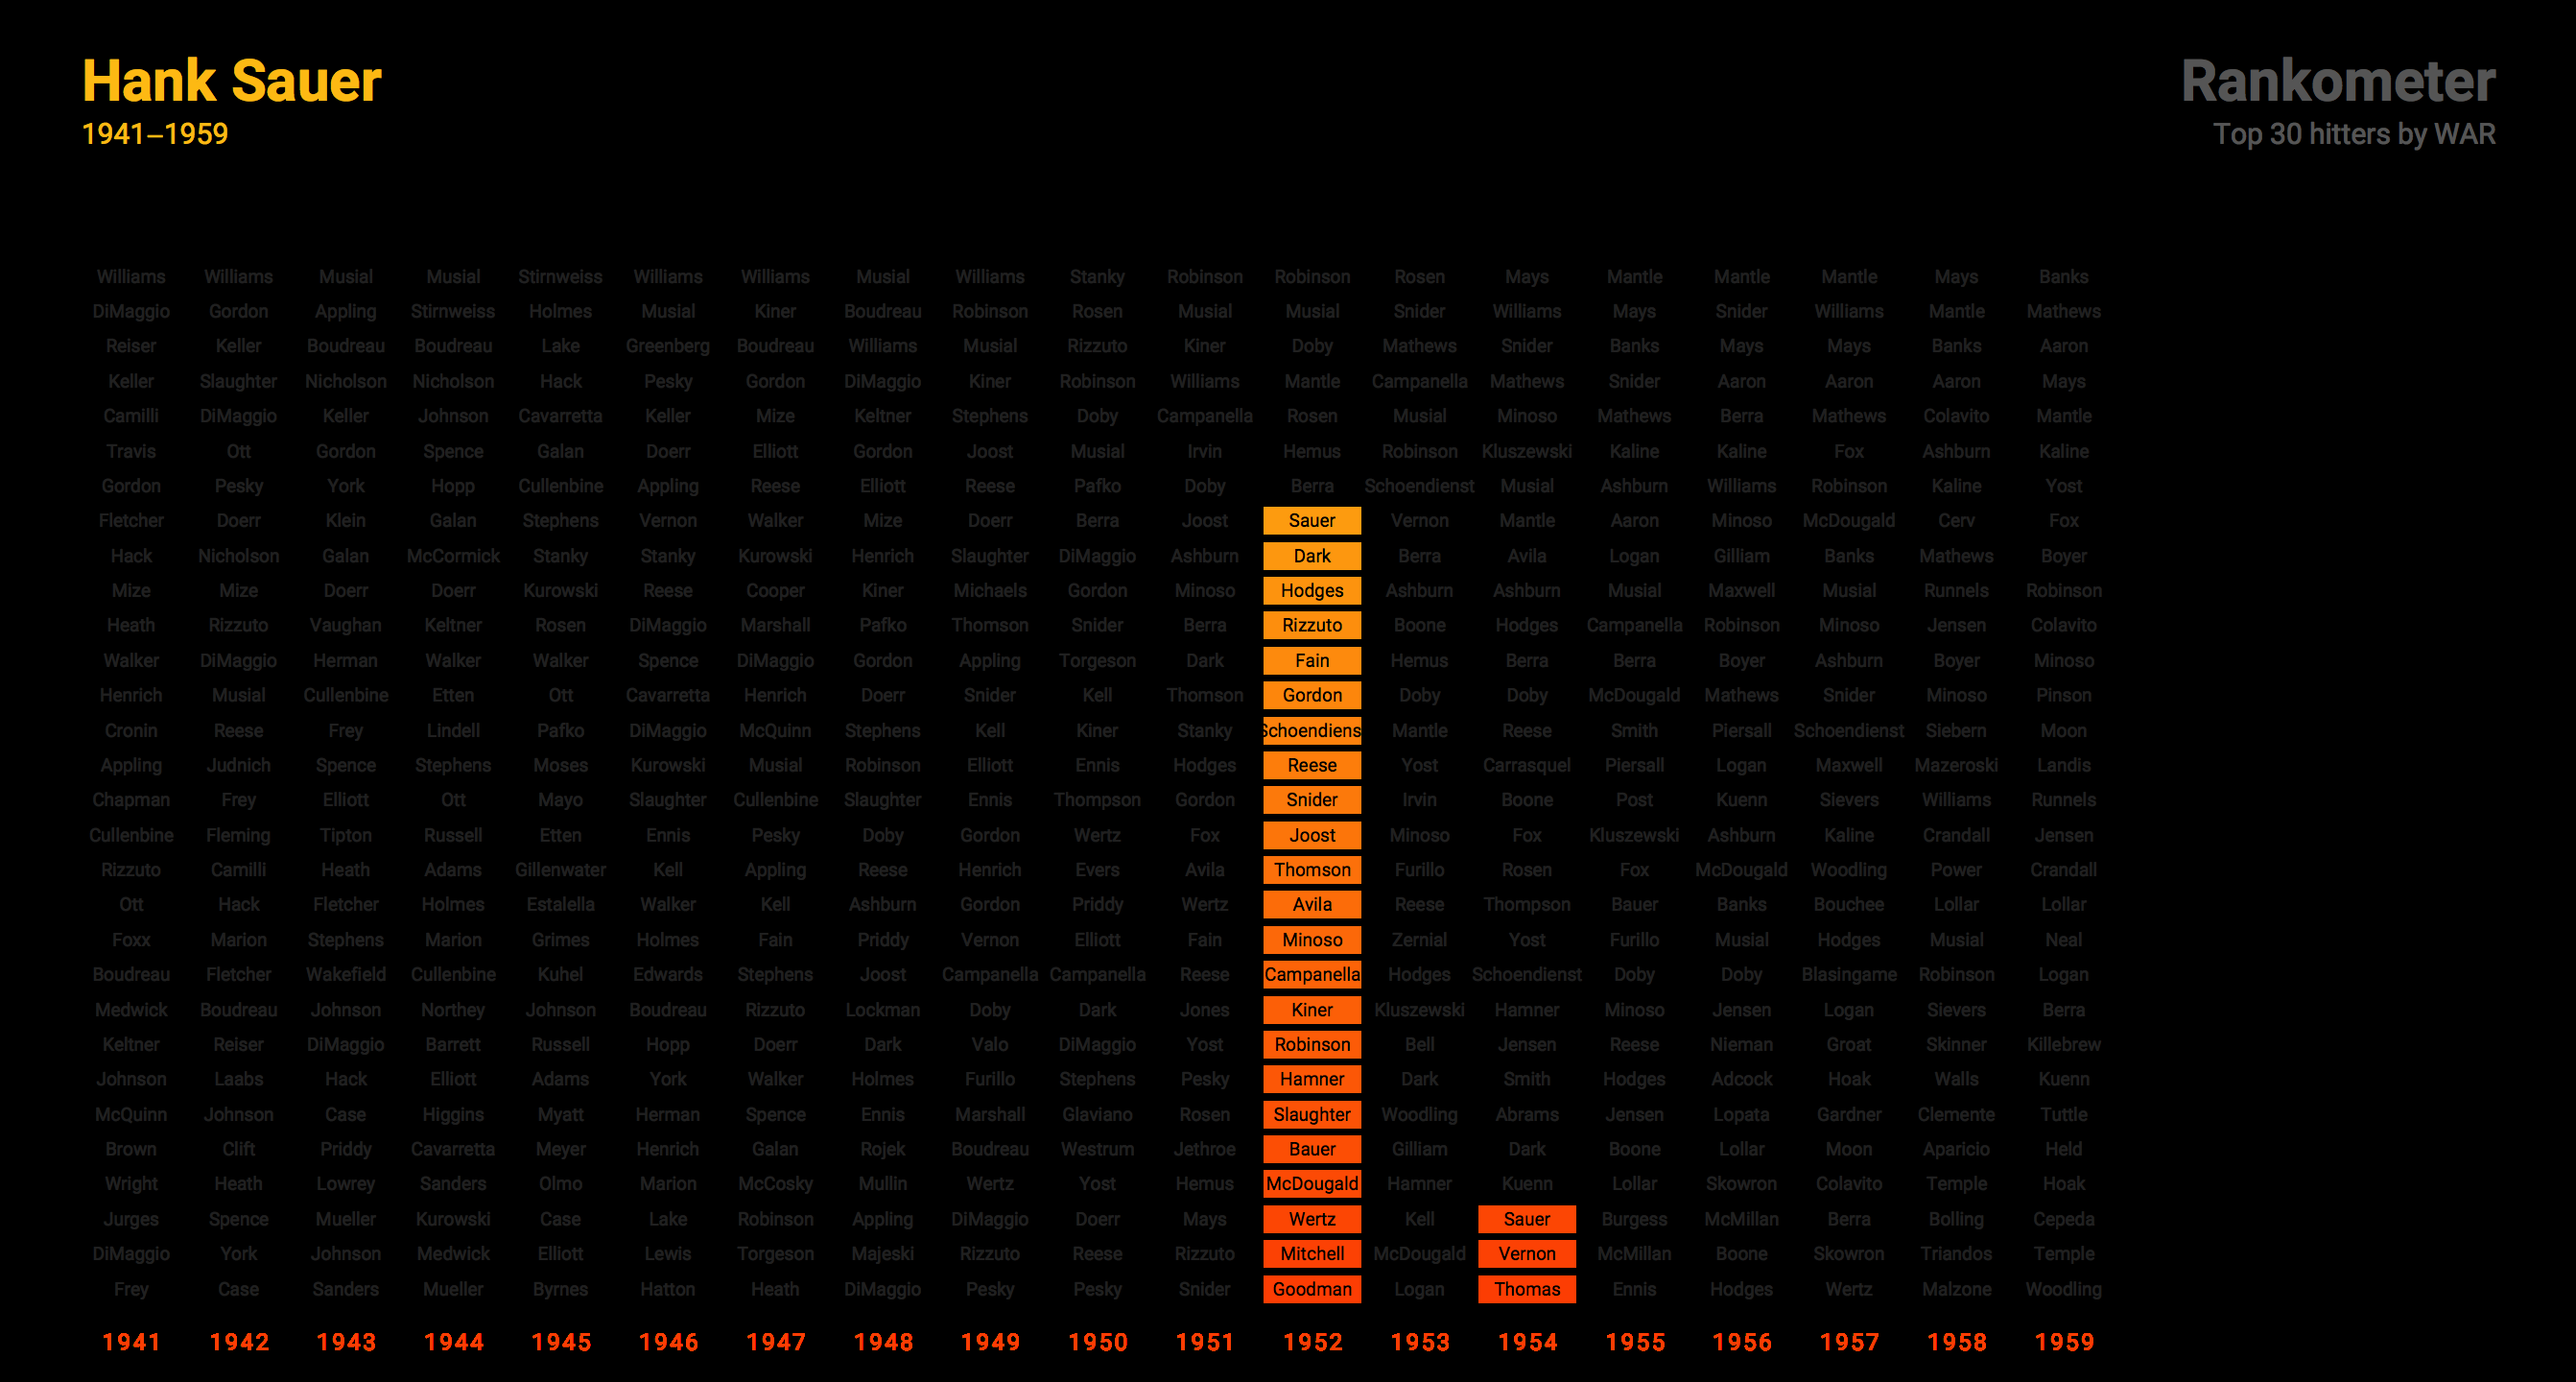 Hank Sauer Rankometer
1941–1959 Top 30 hitters by WAR
Williams Williams Musial Musial Stirnweiss Williams Williams Musial Williams Stanky Robinson Robinson Rosen Mays Mantle Mantle Mantle Mays Banks
DiMaggio Gordon Appling Stirnweiss Holmes Musial Kiner Boudreau Robinson Rosen Musial Musial Snider Williams Mays Snider Williams Mantle Mathews
Reiser Keller Boudreau Boudreau Lake Greenberg Boudreau Williams Musial Rizzuto Kiner Doby Mathews Snider Banks Mays Mays Banks Aaron
Keller Slaughter Nicholson Nicholson Hack Pesky Gordon DiMaggio Kiner Robinson Williams Mantle Campanella Mathews Snider Aaron Aaron Aaron Mays
Camilli DiMaggio Keller Johnson Cavarretta Keller Mize Keltner Stephens Doby Campanella Rosen Musial Minoso Mathews Berra Mathews Colavito Mantle
Travis Ott Gordon Spence Galan Doerr Elliott Gordon Joost Musial Irvin Hemus Robinson Kluszewski Kaline Kaline Fox Ashburn Kaline
Gordon Pesky York Hopp Cullenbine Appling Reese Elliott Reese Pafko Doby Berra Schoendienst Musial Ashburn Williams Robinson Kaline Yost
Fletcher Doerr Klein Galan Stephens Vernon Walker Mize Doerr Berra Joost Sauer Vernon Mantle Aaron Minoso McDougald Cerv Fox
Hack Nicholson Galan McCormick Stanky Stanky Kurowski Henrich Slaughter DiMaggio Ashburn Dark Berra Avila Logan Gilliam Banks Mathews Boyer
Mize Mize Doerr Doerr Kurowski Reese Cooper Kiner Michaels Gordon Minoso Hodges Ashburn Ashburn Musial Maxwell Musial Runnels Robinson
Heath Rizzuto Vaughan Keltner Rosen DiMaggio Marshall Pafko Thomson Snider Berra Rizzuto Boone Hodges Campanella Robinson Minoso Jensen Colavito
Walker DiMaggio Herman Walker Walker Spence DiMaggio Gordon Appling Torgeson Dark Fain Hemus Berra Berra Boyer Ashburn Boyer Minoso
Henrich Musial Cullenbine Etten Ott Cavarretta Henrich Doerr Snider Kell Thomson Gordon Doby Doby McDougald Mathews Snider Minoso Pinson
Cronin Reese Frey Lindell Pafko DiMaggio McQuinn Stephens Kell Kiner Stanky Schoendiens Mantle Reese Smith Piersall Schoendienst Siebern Moon
Appling Judnich Spence Stephens Moses Kurowski Musial Robinson Elliott Ennis Hodges Reese Yost Carrasquel Piersall Logan Maxwell Mazeroski Landis
Chapman Frey Elliott Ott Mayo Slaughter Cullenbine Slaughter Ennis Thompson Gordon Snider Irvin Boone Post Kuenn Sievers Williams Runnels
Cullenbine Fleming Tipton Russell Etten Ennis Pesky Doby Gordon Wertz Fox Joost Minoso Fox Kluszewski Ashburn Kaline Crandall Jensen
Rizzuto Camilli Heath Adams Gillenwater Kell Appling Reese Henrich Evers Avila Thomson Furillo Rosen Fox McDougald Woodling Power Crandall
Ott Hack Fletcher Holmes Estalella Walker Kell Ashburn Gordon Priddy Wertz Avila Reese Thompson Bauer Banks Bouchee Lollar Lollar
Foxx Marion Stephens Marion Grimes Holmes Fain Priddy Vernon Elliott Fain Minoso Zernial Yost Furillo Musial Hodges Musial Neal
Boudreau Fletcher Wakefield Cullenbine Kuhel Edwards Stephens Joost Campanella Campanella Reese Campanella Hodges Schoendienst Doby Doby Blasingame Robinson Logan
Medwick Boudreau Johnson Northey Johnson Boudreau Rizzuto Lockman Doby Dark Jones Kiner Kluszewski Hamner Minoso Jensen Logan Sievers Berra
Keltner Reiser DiMaggio Barrett Russell Hopp Doerr Dark Valo DiMaggio Yost Robinson Bell Jensen Reese Nieman Groat Skinner Killebrew
Johnson Laabs Hack Elliott Adams York Walker Holmes Furillo Stephens Pesky Hamner Dark Smith Hodges Adcock Hoak Walls Kuenn
McQuinn Johnson Case Higgins Myatt Herman Spence Ennis Marshall Glaviano Rosen Slaughter Woodling Abrams Jensen Lopata Gardner Clemente Tuttle
Brown Clift Priddy Cavarretta Meyer Henrich Galan Rojek Boudreau Westrum Jethroe Bauer Gilliam Dark Boone Lollar Moon Aparicio Held
Wright Heath Lowrey Sanders Olmo Marion McCosky Mullin Wertz Yost Hemus McDougald Hamner Kuenn Lollar Skowron Colavito Temple Hoak
Jurges Spence Mueller Kurowski Case Lake Robinson Appling DiMaggio Doerr Mays Wertz Kell Sauer Burgess McMillan Berra Bolling Cepeda
DiMaggio York Johnson Medwick Elliott Lewis Torgeson Majeski Rizzuto Reese Rizzuto Mitchell McDougald Vernon McMillan Boone Skowron Triandos Temple
Frey Case Sanders Mueller Byrnes Hatton Heath DiMaggio Pesky Pesky Snider Goodman Logan Thomas Ennis Hodges Wertz Malzone Woodling
1941 1942 1943 1944 1945 1946 1947 1948 1949 1950 1951 1952 1953 1954 1955 1956 1957 1958 1959